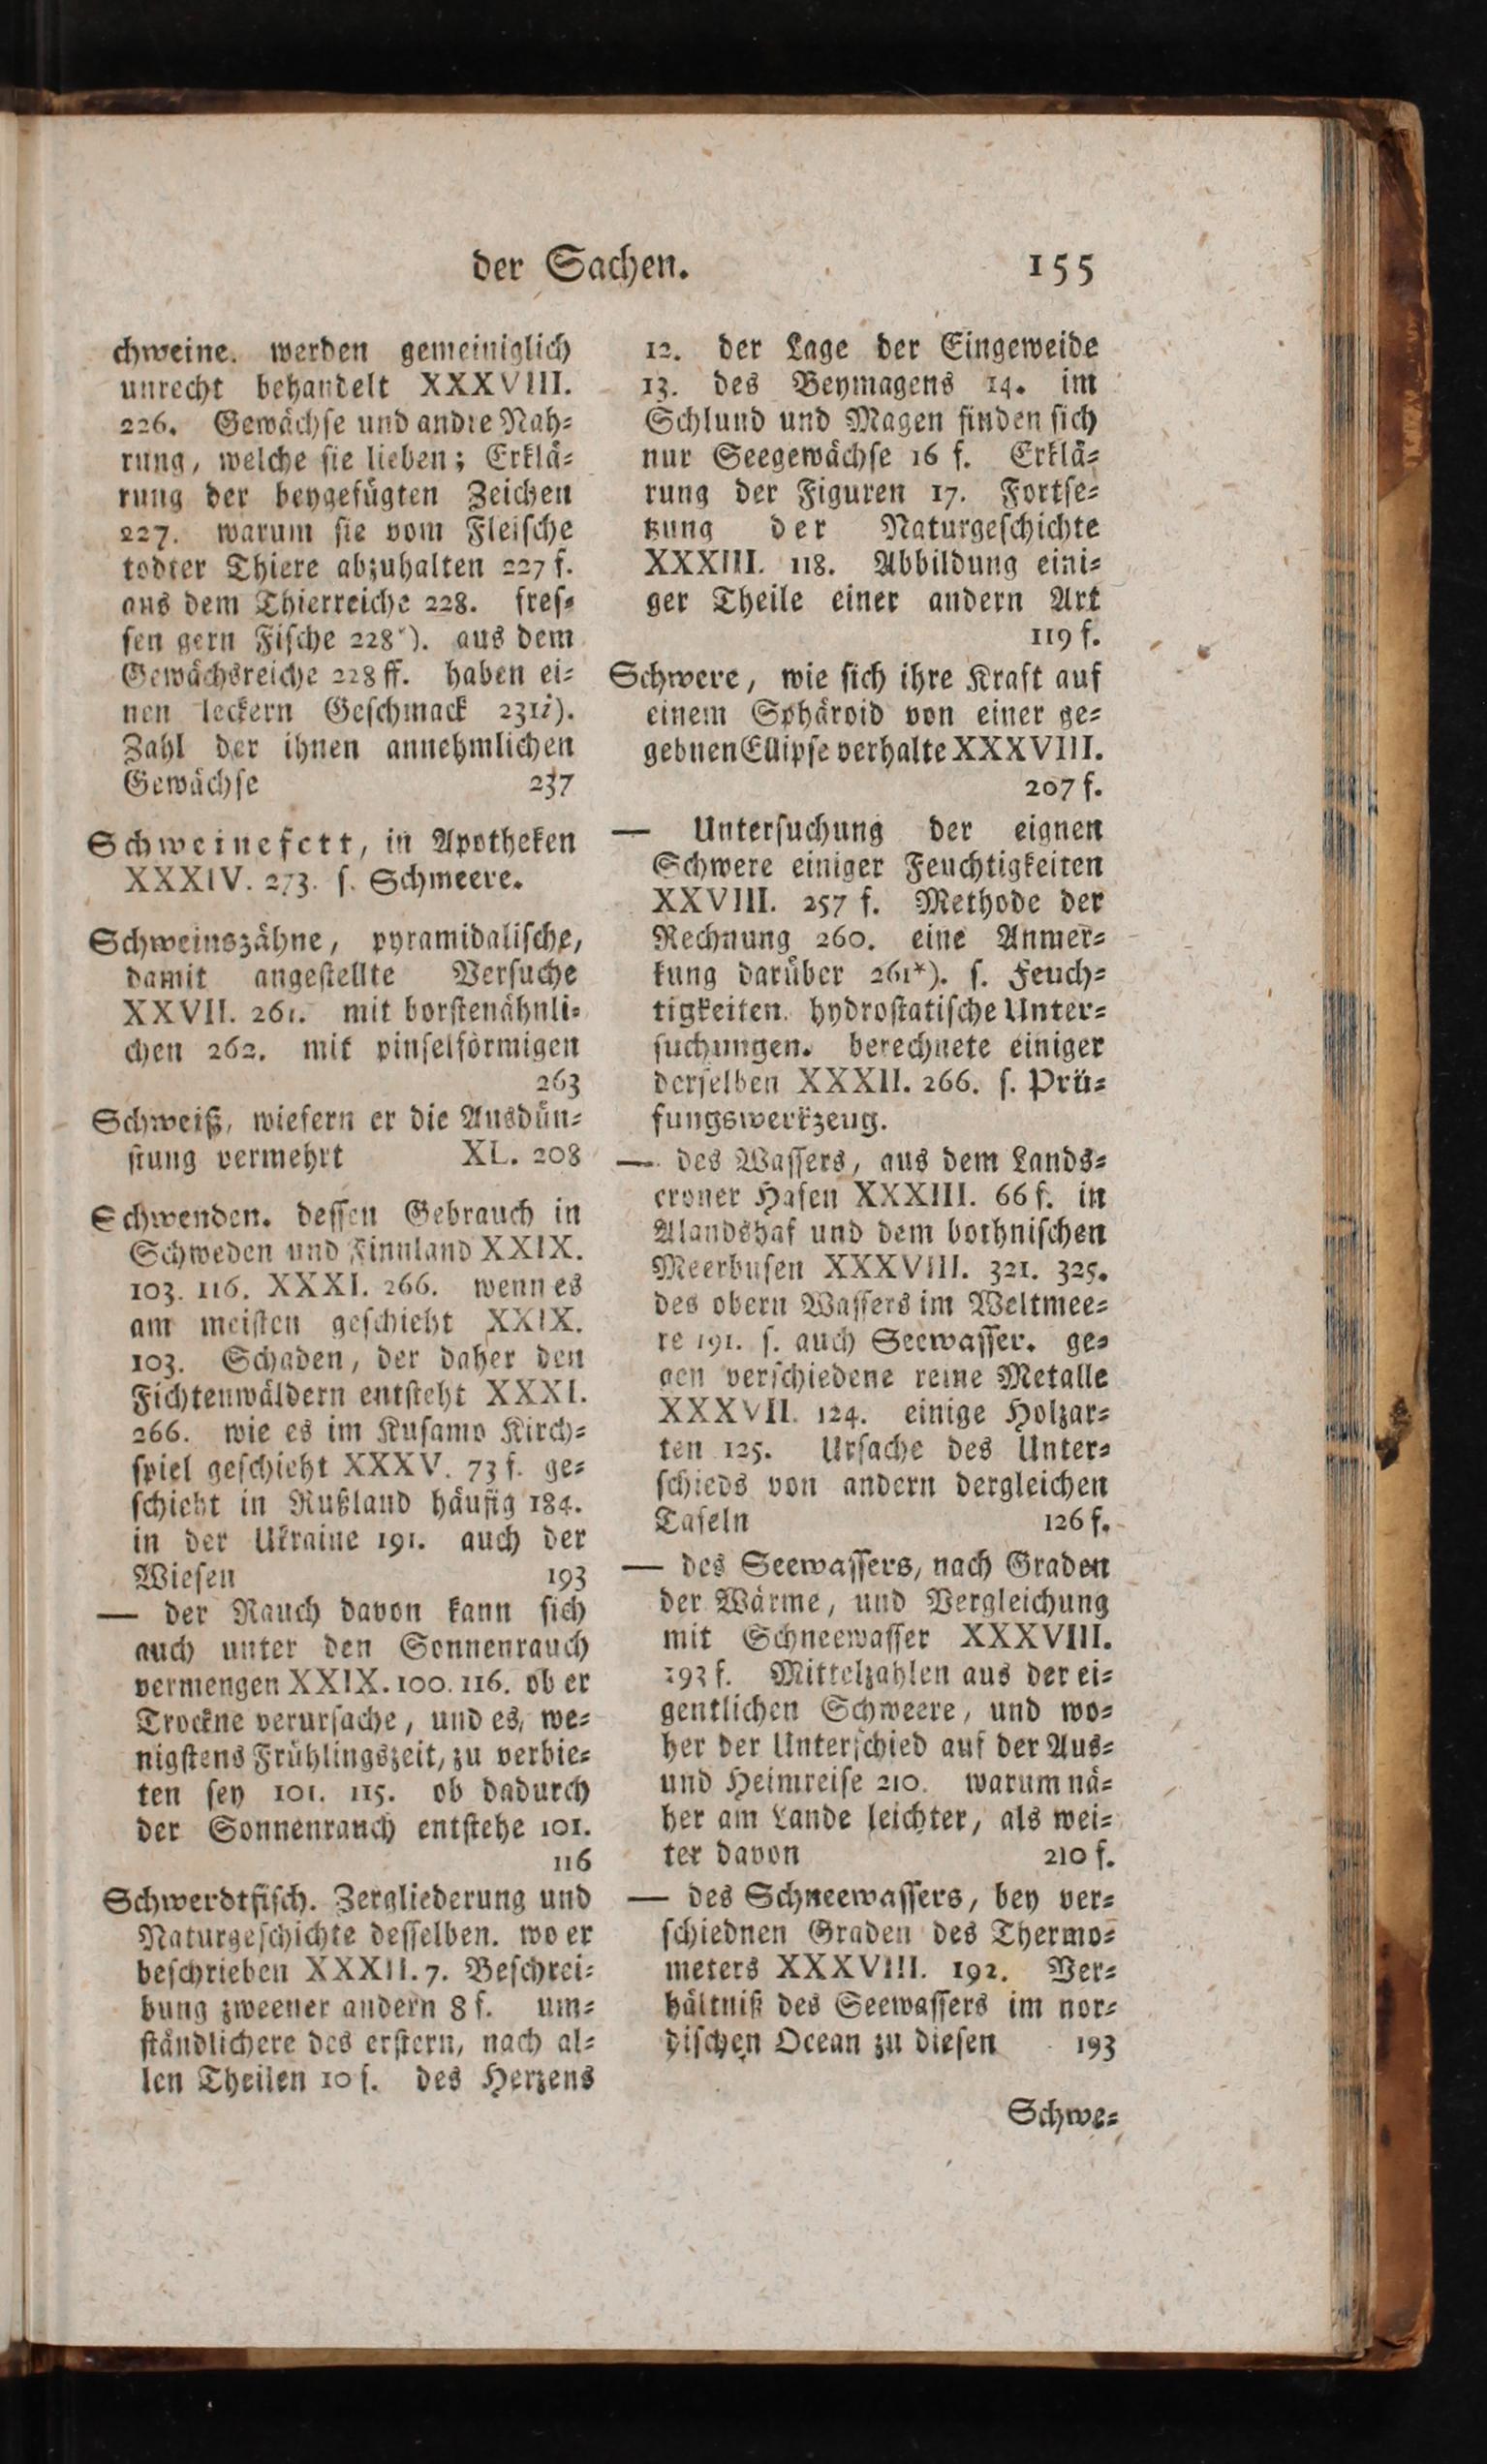 der Sachen. 155
chweine. werden gemeiniglich
unrecht behandelt XXXVIII.
226. Gewächse und andre Nah⸗
rung, welche sie lieben; Erklä⸗
rung der beygefügten Zeichen
227. warum sie vom Fleische
todter Thiere abzuhalten 227 f.
aus dem Thierreiche 228. fres⸗
sen gern Fische 228*). aus dem
Gewächsreiche 228 ff. haben ei⸗
nen leckern Geschmack 231i).
Zahl der ihnen annehmlichen
Gewächse 237
Schweinefett, in Apotheken
XXXIV. 273. s. Schmeere.
Schweinszähne, pyramidalische,
damit angestellte Versuche
XXVII. 261. mit borstenähnli⸗
chen 262. mit pinselförmigen
263
Schweiß, wiefern er die Ausdün⸗
stung vermehrt XL. 208
Schwenden. dessen Gebrauch in
Schweden und Finnland XXIX.
103. 116. XXXI. 266. wenn es
am meisten geschieht XXIX.
103. Schaden, der daher den
Fichtenwäldern entsteht XXXI.
266. wie es im Kusamo Kirch⸗
spiel geschieht XXXV. 73 f. ge⸗
schieht in Rußland häufig 184.
in der Ukraine 191. auch der
Wiesen 193
— der Rauch davon kann sich
auch unter den Sonnenrauch
vermengen XXIX. 100. 116. ob er
Trockne verursache, und es, we⸗
nigstens Frühlingszeit, zu verbie⸗
ten sey 101. 115. ob dadurch
der Sonnenrauch entstehe 101.
116
Schwerdtfisch. Zergliederung und
Naturgeschichte desselben. wo er
beschrieben XXXII. 7. Beschrei⸗
bung zweener andern 8 f. um⸗
ständlichere des erstern, nach al⸗
len Theilen 10 f. des Herzens
12. der Lage der Eingeweide
13. des Beymagens 14. im
Schlund und Magen finden sich
nur Seegewächse 16 f. Erklä⸗
rung der Figuren 17. Fortse⸗
tzung der Naturgeschichte
XXXIII. 118. Abbildung eini⸗
ger Theile einer andern Art
119 f.
Schwere, wie sich ihre Kraft auf
einem Sphäroid von einer ge⸗
gebnen Ellipse verhalte XXXVIII.
207 f.
— Untersuchung der eignen
Schwere einiger Feuchtigkeiten
XXVIII. 257 f. Methode der
Rechnung 260. eine Anmer⸗
kung darüber 261*). s. Feuch⸗
tigkeiten. hydrostatische Unter⸗
suchungen. berechnete einiger
derselben XXXII. 266. s. Prü⸗
fungswerkzeug.
— des Wassers, aus dem Lands⸗
croner Hafen XXXIII. 66 f. in
Alandshaf und dem bothnischen
Meerbusen XXXVIII. 321. 325.
des obern Wassers im Weltmee⸗
re 191. s. auch Seewasser. ge⸗
gen verschiedene reine Metalle
XXXVII. 124. einige Holzar⸗
ten 125. Ursache des Unter⸗
schieds von andern dergleichen
Tafeln 126 f.
— des Seewassers, nach Graden
der Wärme, und Vergleichung
mit Schneewasser XXXVIII.
193 f. Mittelzahlen aus der ei⸗
gentlichen Schweere, und wo⸗
her der Unterschied auf der Aus⸗
und Heimreise 210. warum nä⸗
her am Lande leichter, als wei⸗
ter davon 210 f.
— des Schneewassers, bey ver⸗
schiednen Graden des Thermo⸗
meters XXXVIII. 192. Ver⸗
hältniß des Seewassers im nor⸗
dischen Ocean zu diesen 193
Schwe⸗